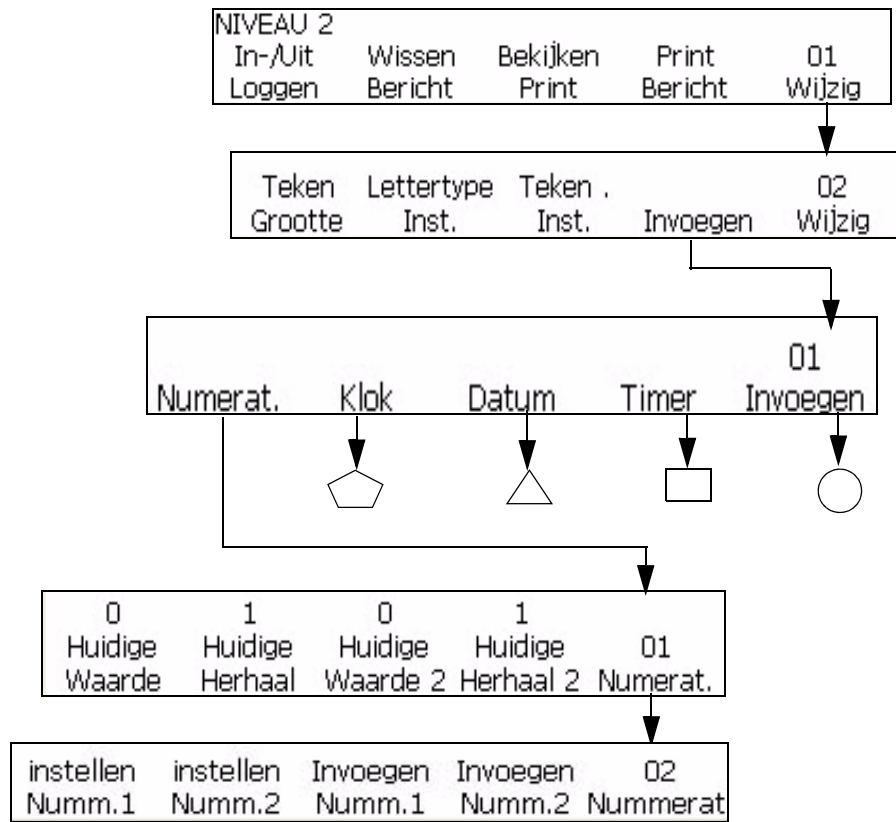 NIVEAU 2
In-/Uit Wissen Bekijken Print 01
Loggen Bericht Print Bericht Wijzig
Teken Lettertype Teken . 02
Grootte Inst. Inst. Invoegen Wijzig
01
Numerat. Klok Datum Timer Invoegen
0 1 0 1
Huidige Huidige Huidige Huidige 01
Waarde Herhaal Waarde 2 Herhaal 2 Numerat.
instellen instellen Invoegen Invoegen 02
Numm.1 Numm.2 Numm.1 Numm.2 Nummerat